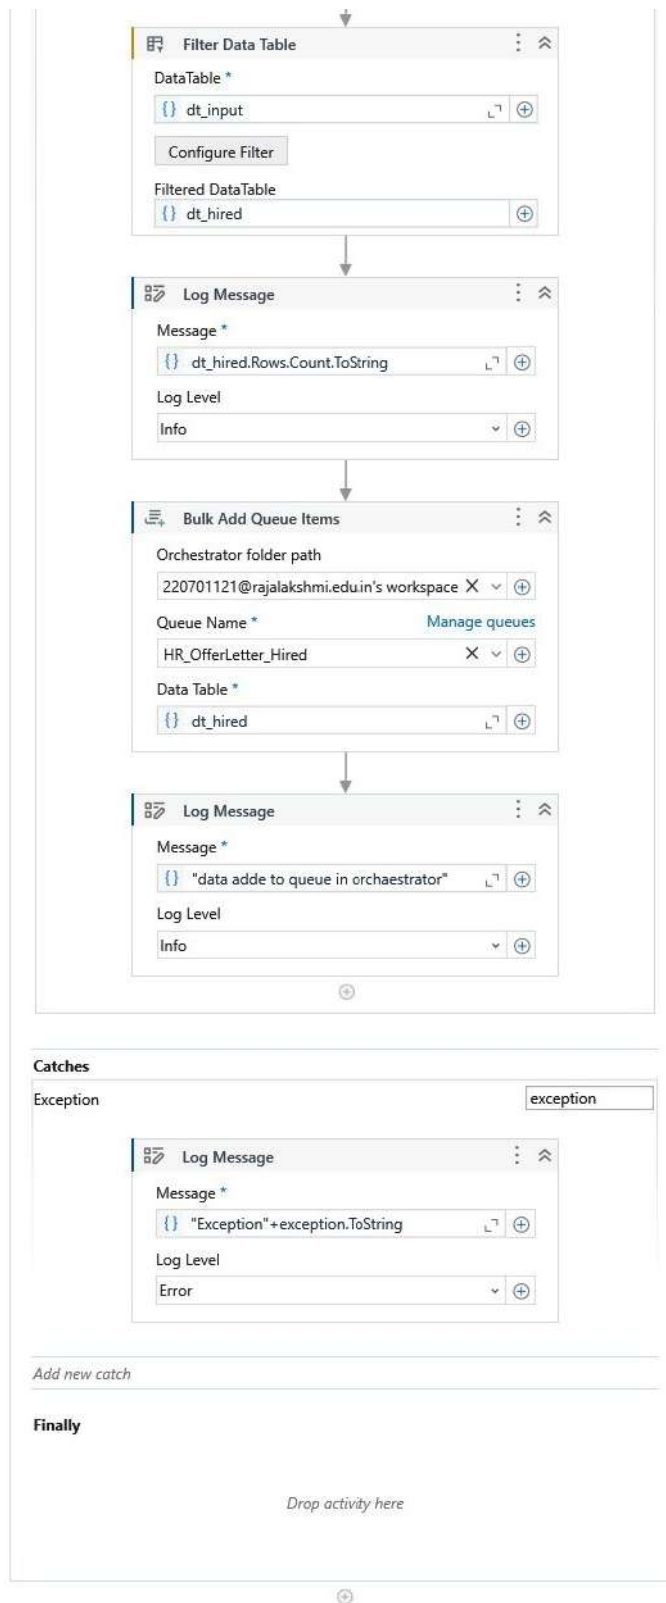 Filter Data Table
DataTable *
{} dt_input
Configure Filter
Filtered DataTable
{} dt_hired
Log Message
Message *
{} dt_hired.Rows.Count.ToString
Log Level
Info
Bulk Add Queue Items
Orchestrator folder path
220701121@rajalakshmi.edu.in's workspace
Queue Name * Manage queues
HR_OfferLetter_Hired
Data Table *
{} dt_hired
Log Message
Message *
{} "data adde to queue in orchaestrator"
Log Level
Info
Catches
Exception exception
Log Message
Message *
{} "Exception"+exception.ToString
Log Level
Error
Add new catch
Finally
Drop activity here